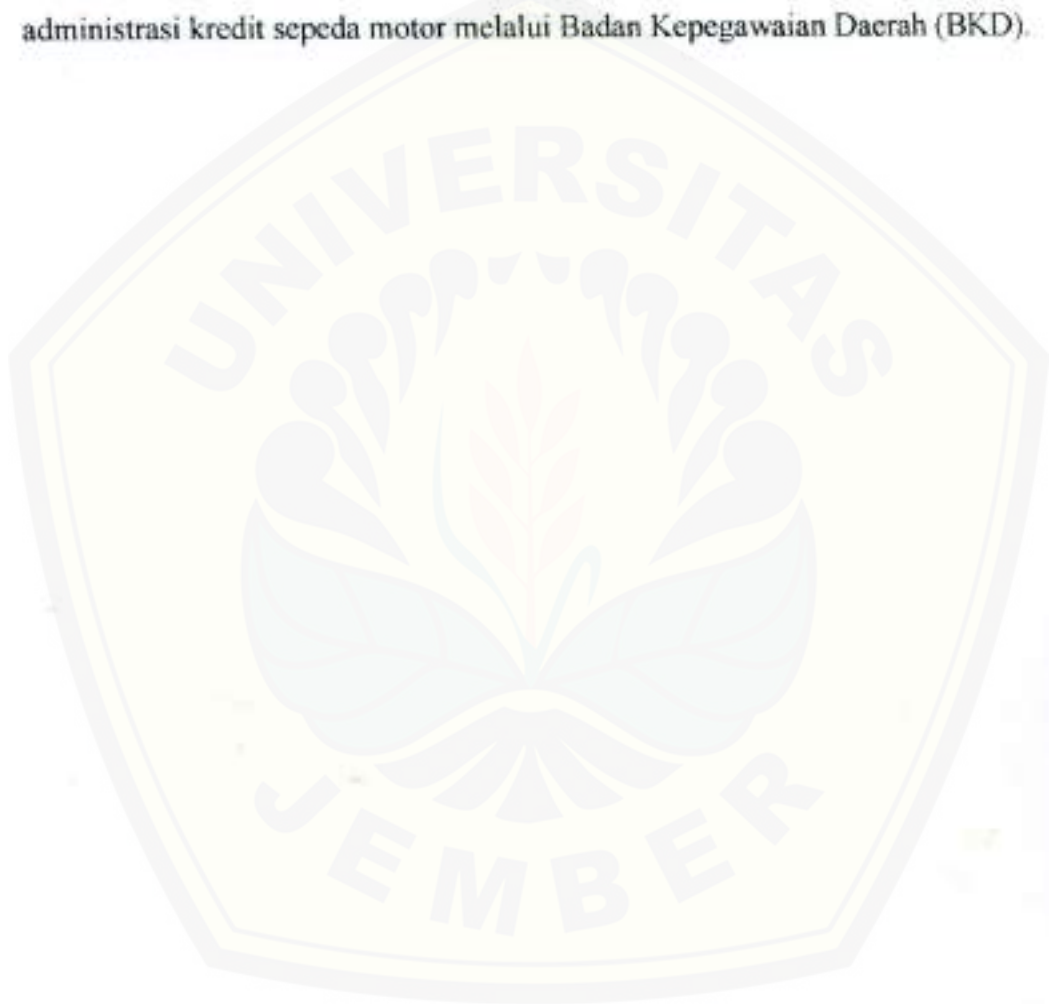 administrasi kredit sepeda motor melalui Badan Kepegawaian Daerah (BKD).
UNIVERSITAS
JEMBER